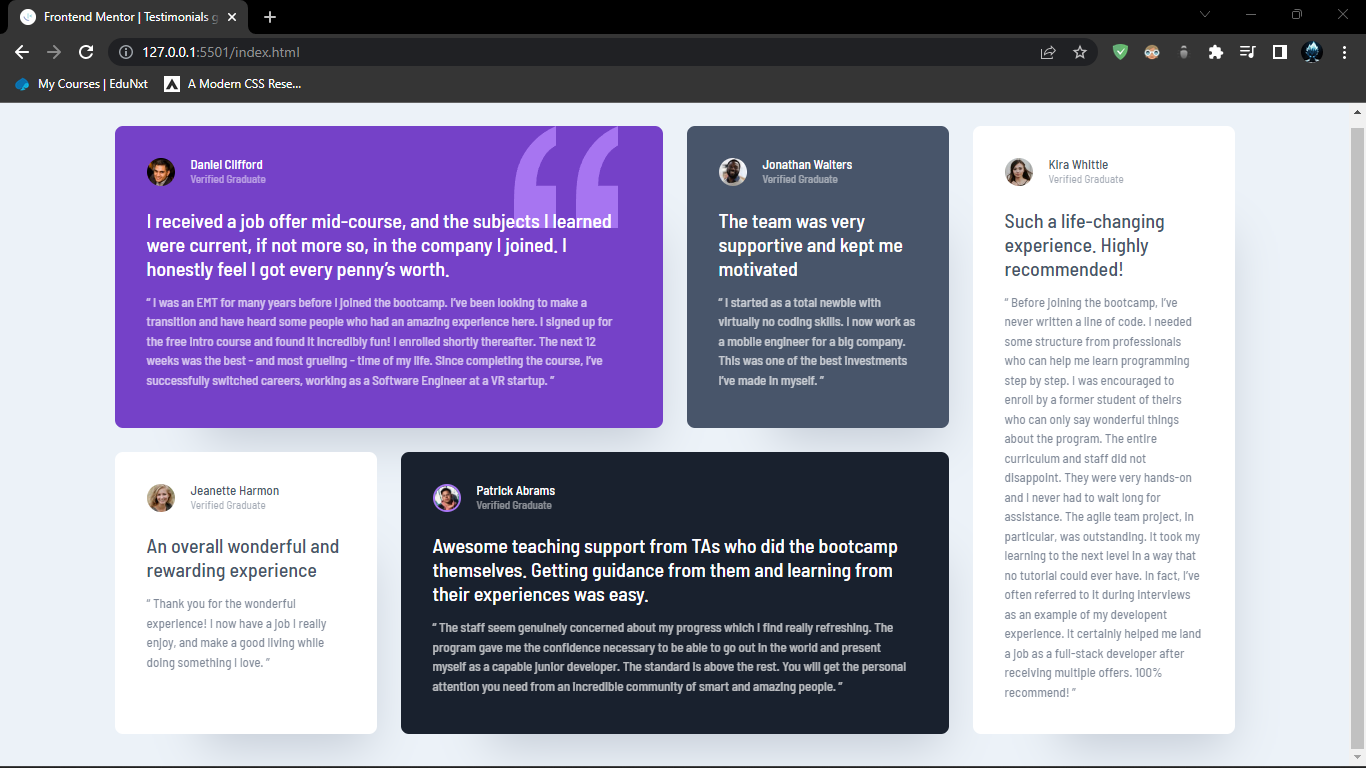 Frontend Mentor | Testimonials g
127.0.0.1:5501/index.html
My Courses | EduNxt
A Modern CSS Rese...
Daniel Clifford
Verified Graduate
I received a job offer mid-course, and the subjects I learned
were current, if not more so, in the company I joined. I
honestly feel I got every penny’s worth.
“ I was an EMT for many years before I joined the bootcamp. I’ve been looking to make a
transition and have heard some people who had an amazing experience here. I signed up for
the free intro course and found it incredibly fun! I enrolled shortly thereafter. The next 12
weeks was the best - and most grueling - time of my life. Since completing the course, I’ve
successfully switched careers, working as a Software Engineer at a VR startup. ”
Jonathan Walters
Verified Graduate
The team was very
supportive and kept me
motivated
“ I started as a total newbie with
virtually no coding skills. I now work as
a mobile engineer for a big company.
This was one of the best investments
I’ve made in myself. ”
Kira Whittle
Verified Graduate
Such a life-changing
experience. Highly
recommended!
“ Before joining the bootcamp, I’ve
never written a line of code. I needed
some structure from professionals
who can help me learn programming
step by step. I was encouraged to
enroll by a former student of theirs
who can only say wonderful things
about the program. The entire
curriculum and staff did not
disappoint. They were very hands-on
and I never had to wait long for
assistance. The agile team project, in
particular, was outstanding. It took my
learning to the next level in a way that
no tutorial could ever have. In fact, I’ve
often referred to it during interviews
as an example of my developent
experience. It certainly helped me land
a job as a full-stack developer after
receiving multiple offers. 100%
recommend! ”
Jeanette Harmon
Verified Graduate
An overall wonderful and
rewarding experience
“ Thank you for the wonderful
experience! I now have a job I really
enjoy, and make a good living while
doing something I love. ”
Patrick Abrams
Verified Graduate
Awesome teaching support from TAs who did the bootcamp
themselves. Getting guidance from them and learning from
their experiences was easy.
“ The staff seem genuinely concerned about my progress which I find really refreshing. The
program gave me the confidence necessary to be able to go out in the world and present
myself as a capable junior developer. The standard is above the rest. You will get the personal
attention you need from an incredible community of smart and amazing people. ”